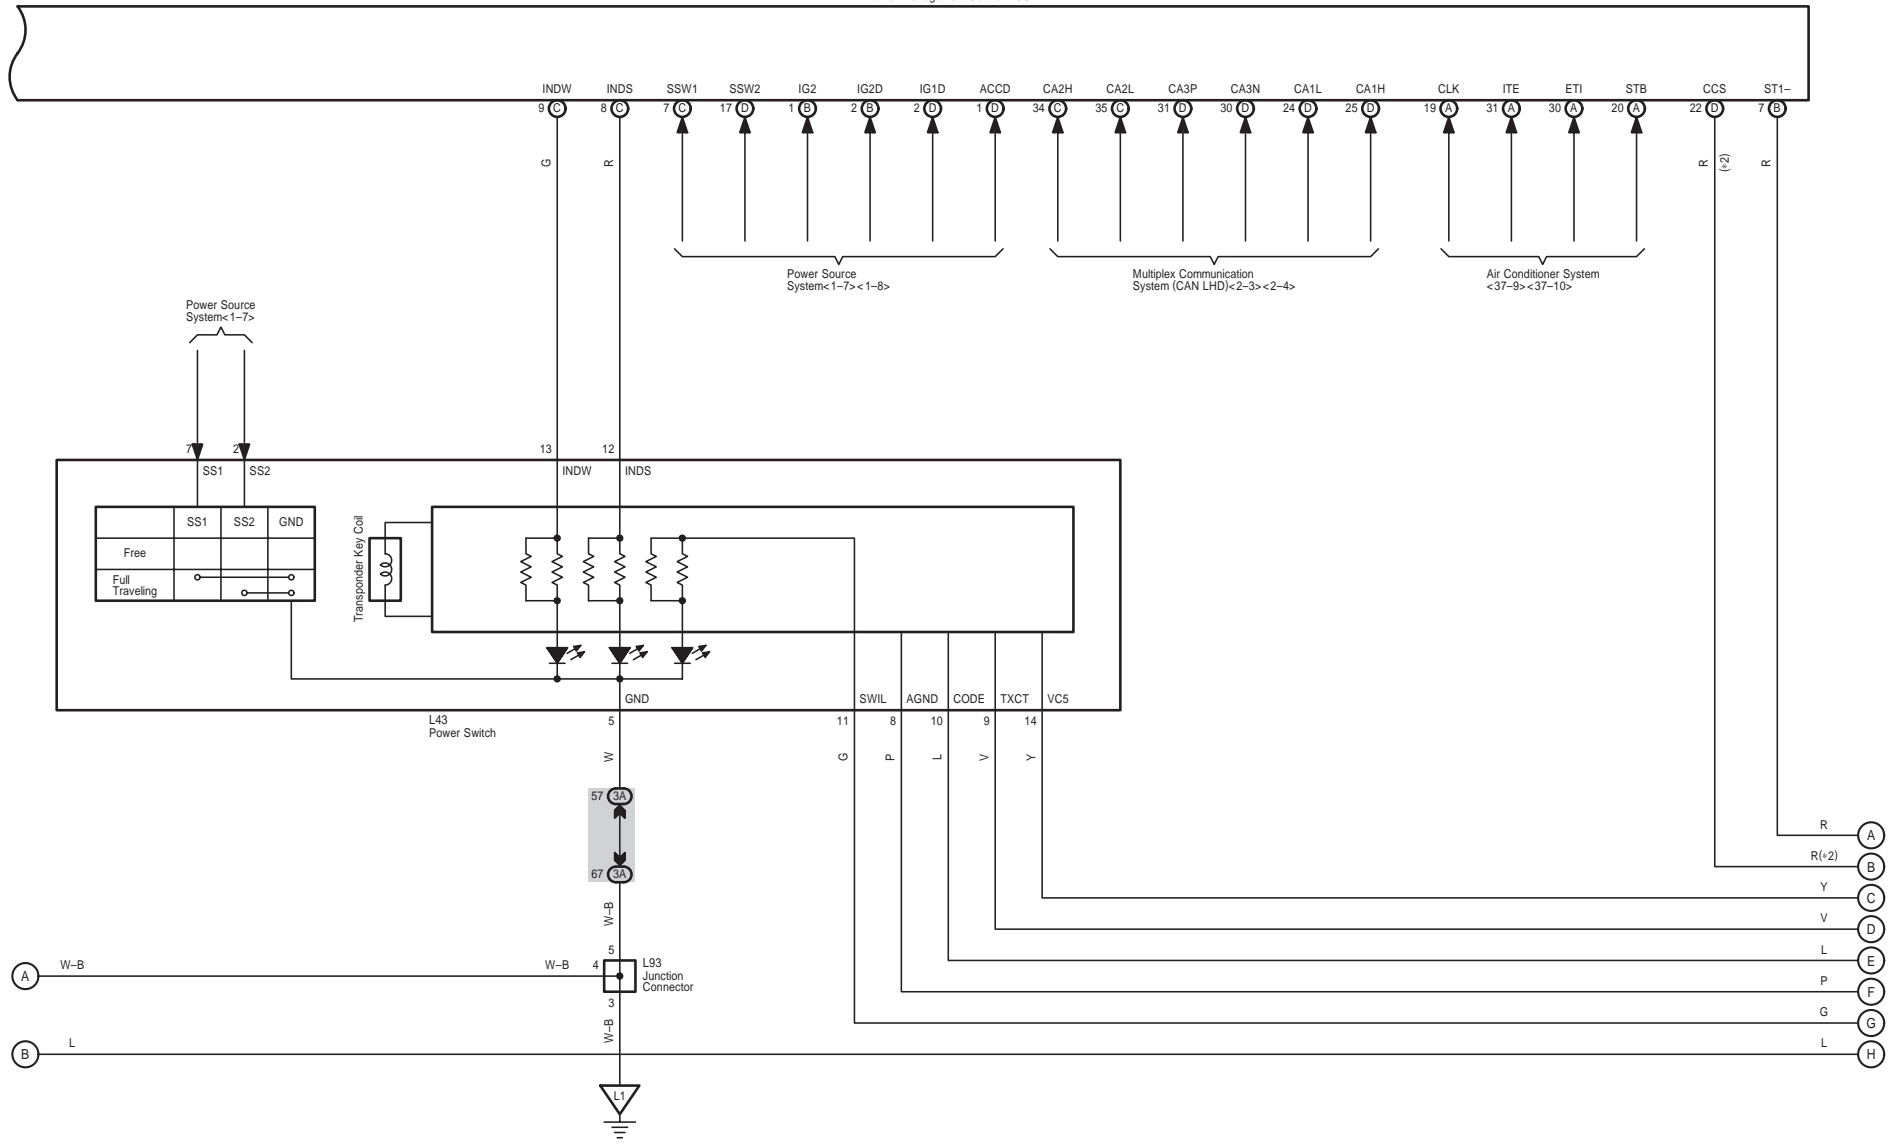 INDW INDS SSW1 SSW2 IG2 IG2D IG1D ACCD CA2H CA2L CA3P CA3N CA1L CA1H CLK ITE ETI STB CCS ST1–
9 C 8 C 7 C 17 D 1 B 2 B 2 D 1 D 34 C 35 C 31 D 30 D 24 D 25 D 19 A 31 A 30 A 20 A 22 D 7 B
G R R (*2) R
Power Source
System<1–7><1–8>
Multiplex Communication
System (CAN LHD)<2–3><2–4>
Air Conditioner System
<37–9><37–10>
Power Source
System<1–7>
7 2 13 12
SS1 SS2 INDW INDS
SS1 SS2 GND
Free
Full
Traveling
Transponder Key Coil
GND SWIL AGND CODE TXCT VC5
L43
Power Switch
5 11 8 10 9 14
W G P L V Y
57 3A
67 3A
W–B
R A
R(*2) B
Y C
V D
L E
P F
G G
L H
A W–B W–B 4
5
L93
Junction
Connector
3
W–B
B L
L1